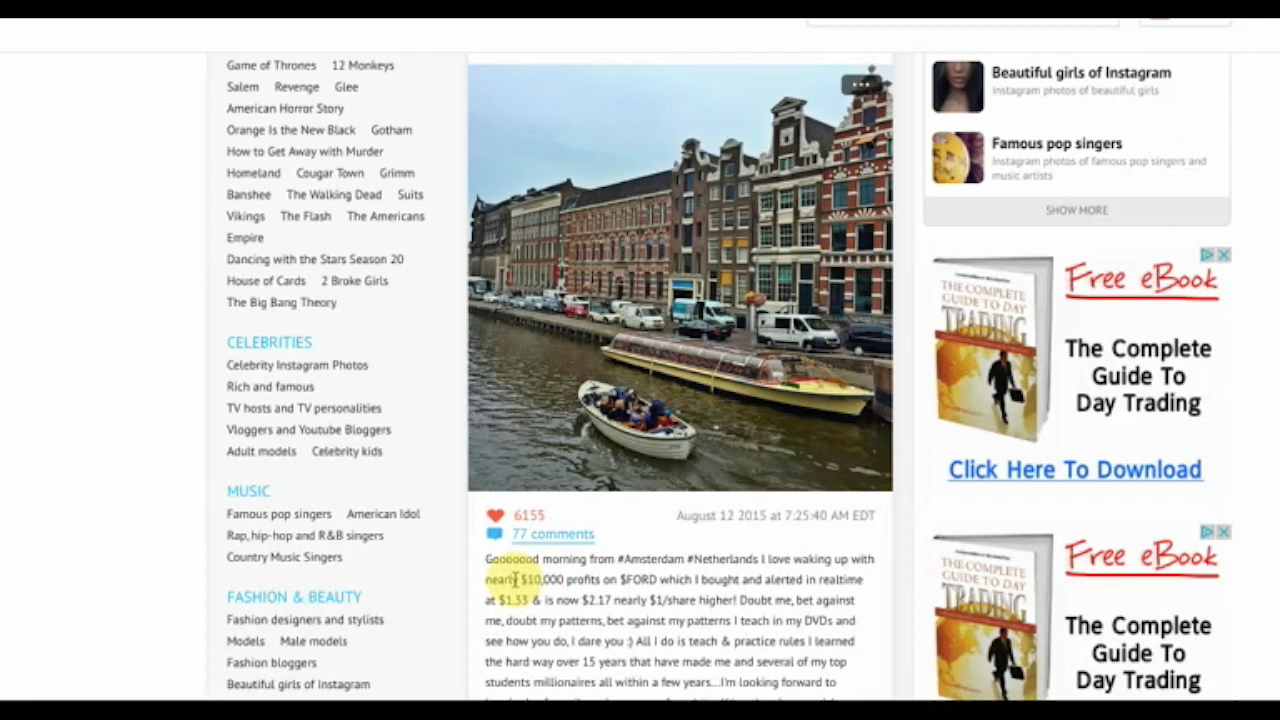 Game of Thrones 12 Monkeys
Salem Revenge Glee
American Horror Story
Orange Is the New Black Gotham
How to Get Away with Murder
Homeland Cougar Town Grimm
Banshee The Walking Dead Suits
Vikings The Flash The Americans
Empire
Dancing with the Stars Season 20
House of Cards 2 Broke Girls
The Big Bang Theory
CELEBRITIES
Celebrity Instagram Photos
Rich and famous
TV hosts and TV personalities
Vloggers and Youtube Bloggers
Adult models Celebrity kids
MUSIC
Famous pop singers American Idol
Rap, hip-hop and R&B singers
Country Music Singers
FASHION & BEAUTY
Fashion designers and stylists
Models Male models
Fashion bloggers
Beautiful girls of Instagram
6155 August 12 2015 at 7:25:40 AM EDT
77 comments
Gooooood morning from #Amsterdam #Netherlands I love waking up with
nearly $10,000 profits on $FORD which I bought and alerted in realtime
at $1.33 & is now $2.17 nearly $1/share higher! Doubt me, bet against
me, doubt my patterns, bet against my patterns I teach in my DVDs and
see how you do, I dare you :) All I do is teach & practice rules I learned
the hard way over 15 years that have made me and several of my top
students millionaires all within a few years...I'm looking forward to
Beautiful girls of Instagram
Instagram photos of beautiful girls
Famous pop singers
Instagram photos of famous pop singers and
music artists
SHOW MORE
THE COMPLETE
GUIDE TO DAY
TRADING
Free eBook
The Complete
Guide To
Day Trading
Click Here To Download
THE COMPLETE
GUIDE TO DAY
TRADING
Free eBook
The Complete
Guide To
Day Trading